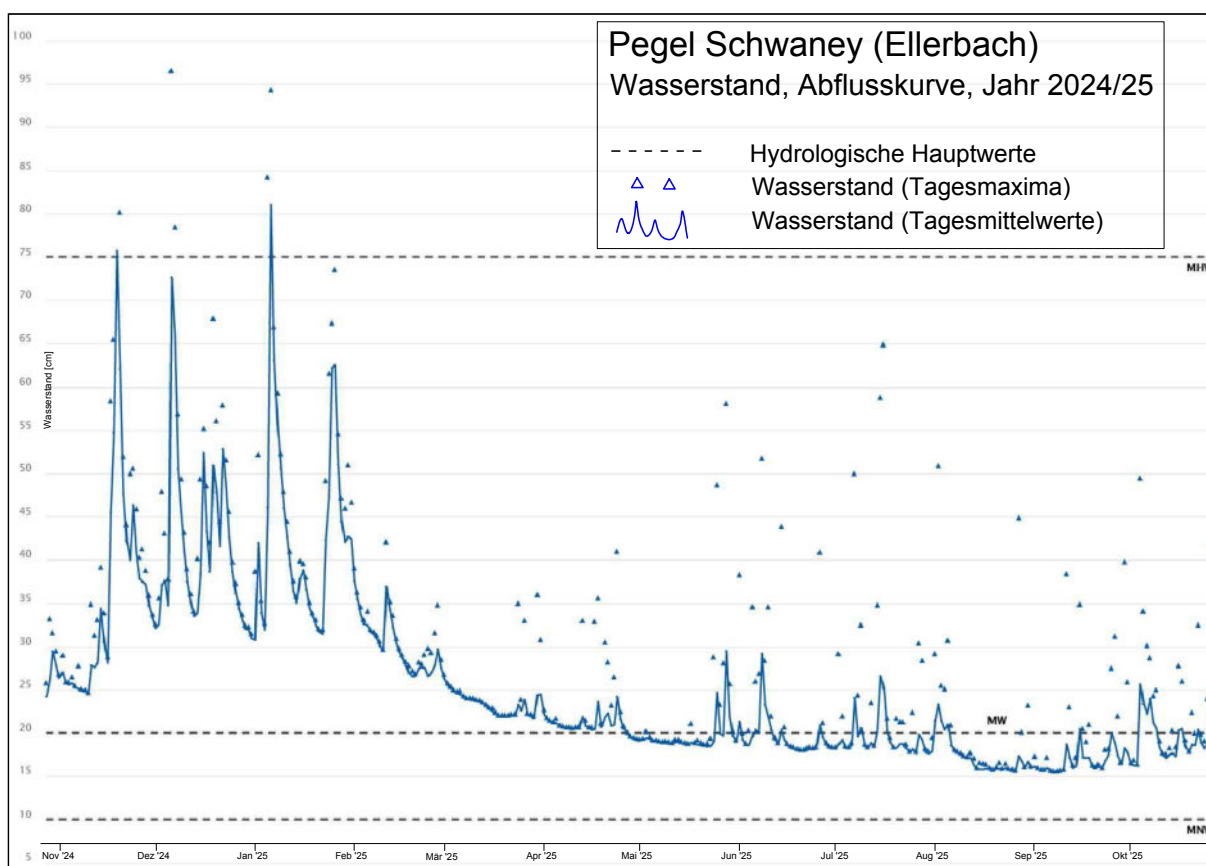 Pegel Schwaney (Ellerbach)
Wasserstand, Abflusskurve, Jahr 2024/25
Hydrologische Hauptwerte
Wasserstand (Tagesmaxima)
Wasserstand (Tagesmittelwerte)
100
95
90
85
80
75
MHW
70
65
Wasserstand [cm]
60
55
50
45
40
35
30
25
20
MW
15
10
MNW
5
Nov '24 Dez '24 Jan '25 Feb '25 Mär '25 Apr '25 Mai '25 Jun '25 Jul '25 Aug '25 Sep '25 Okt '25